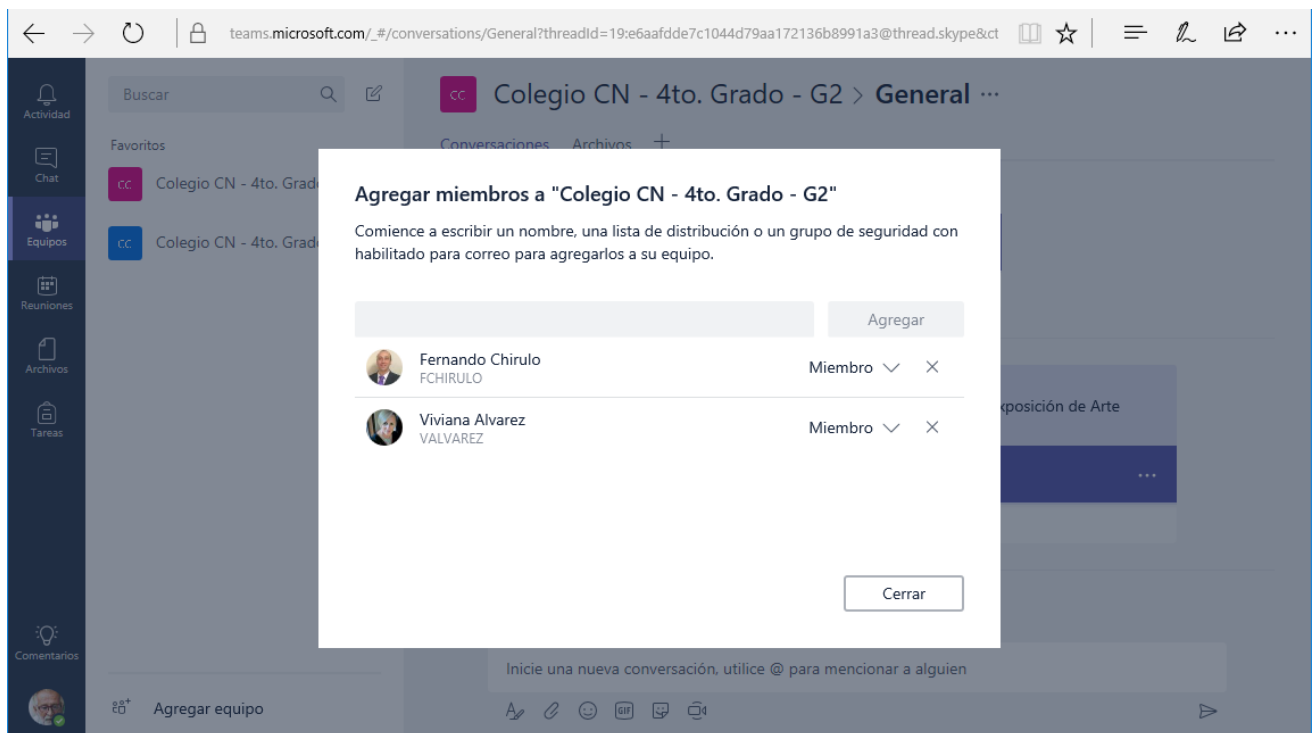 teams.microsoft.com/_#/conversations/General?threadId=19:e6aafdde7c1044d79aa172136b8991a3@thread.skype&ct
Actividad
Chat
Equipos
Reuniones
Archivos
Tareas
Comentarios
Buscar
Favoritos
CC Colegio CN - 4to. Grad
CC Colegio CN - 4to. Grad
Agregar equipo
CC Colegio CN - 4to. Grado - G2 > General ...
Conversaciones Archivos +
Agregar miembros a "Colegio CN - 4to. Grado - G2"
Comience a escribir un nombre, una lista de distribución o un grupo de seguridad con
habilitado para correo para agregarlos a su equipo.
Agregar
Fernando Chirulo
FCHIRULO
Miembro
Viviana Alvarez
VALVAREZ
Miembro
Cerrar
xposición de Arte
Inicie una nueva conversación, utilice @ para mencionar a alguien
GIF